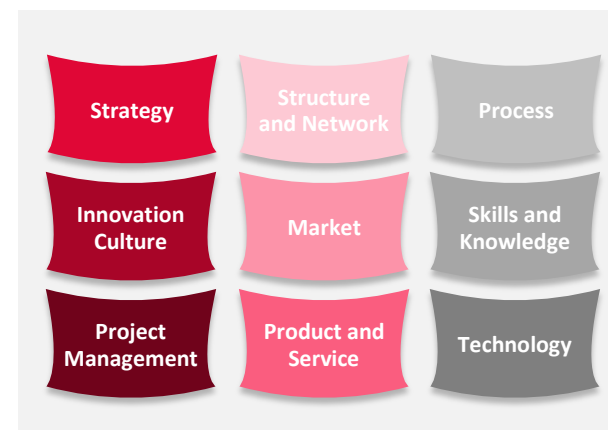 Strategy
Structure
and Network
Process
Innovation
Culture
Market
Skills and
Knowledge
Project
Management
Product and
Service
Technology